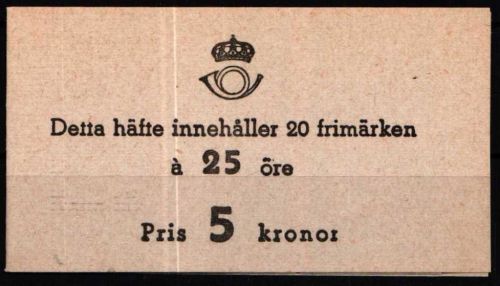 Detta häfte innehåller 20 frimärken
à 25 öre
Pris 5 kronor